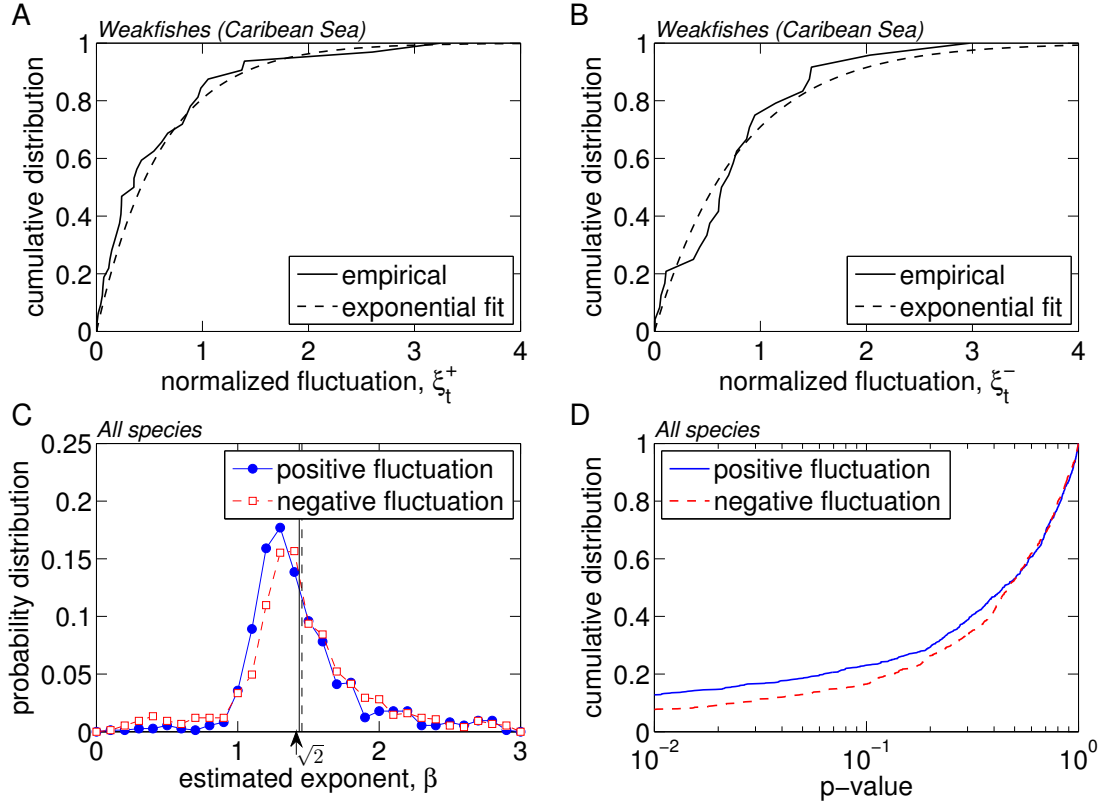 A
Weakfishes (Caribean Sea)
1
0.8
0.6
0.4
0.2
0
cumulative distribution
empirical
exponential fit
0 1 2 3 4
normalized fluctuation, ξₜ⁺
B
Weakfishes (Caribean Sea)
1
0.8
0.6
0.4
0.2
0
cumulative distribution
empirical
exponential fit
0 1 2 3 4
normalized fluctuation, ξₜ⁻
C
All species
0.25
0.2
0.15
0.1
0.05
0
probability distribution
positive fluctuation
negative fluctuation
0 1 2 3
√2
estimated exponent, β
D
All species
1
0.8
0.6
0.4
0.2
0
cumulative distribution
positive fluctuation
negative fluctuation
10⁻² 10⁻¹ 10⁰
p−value